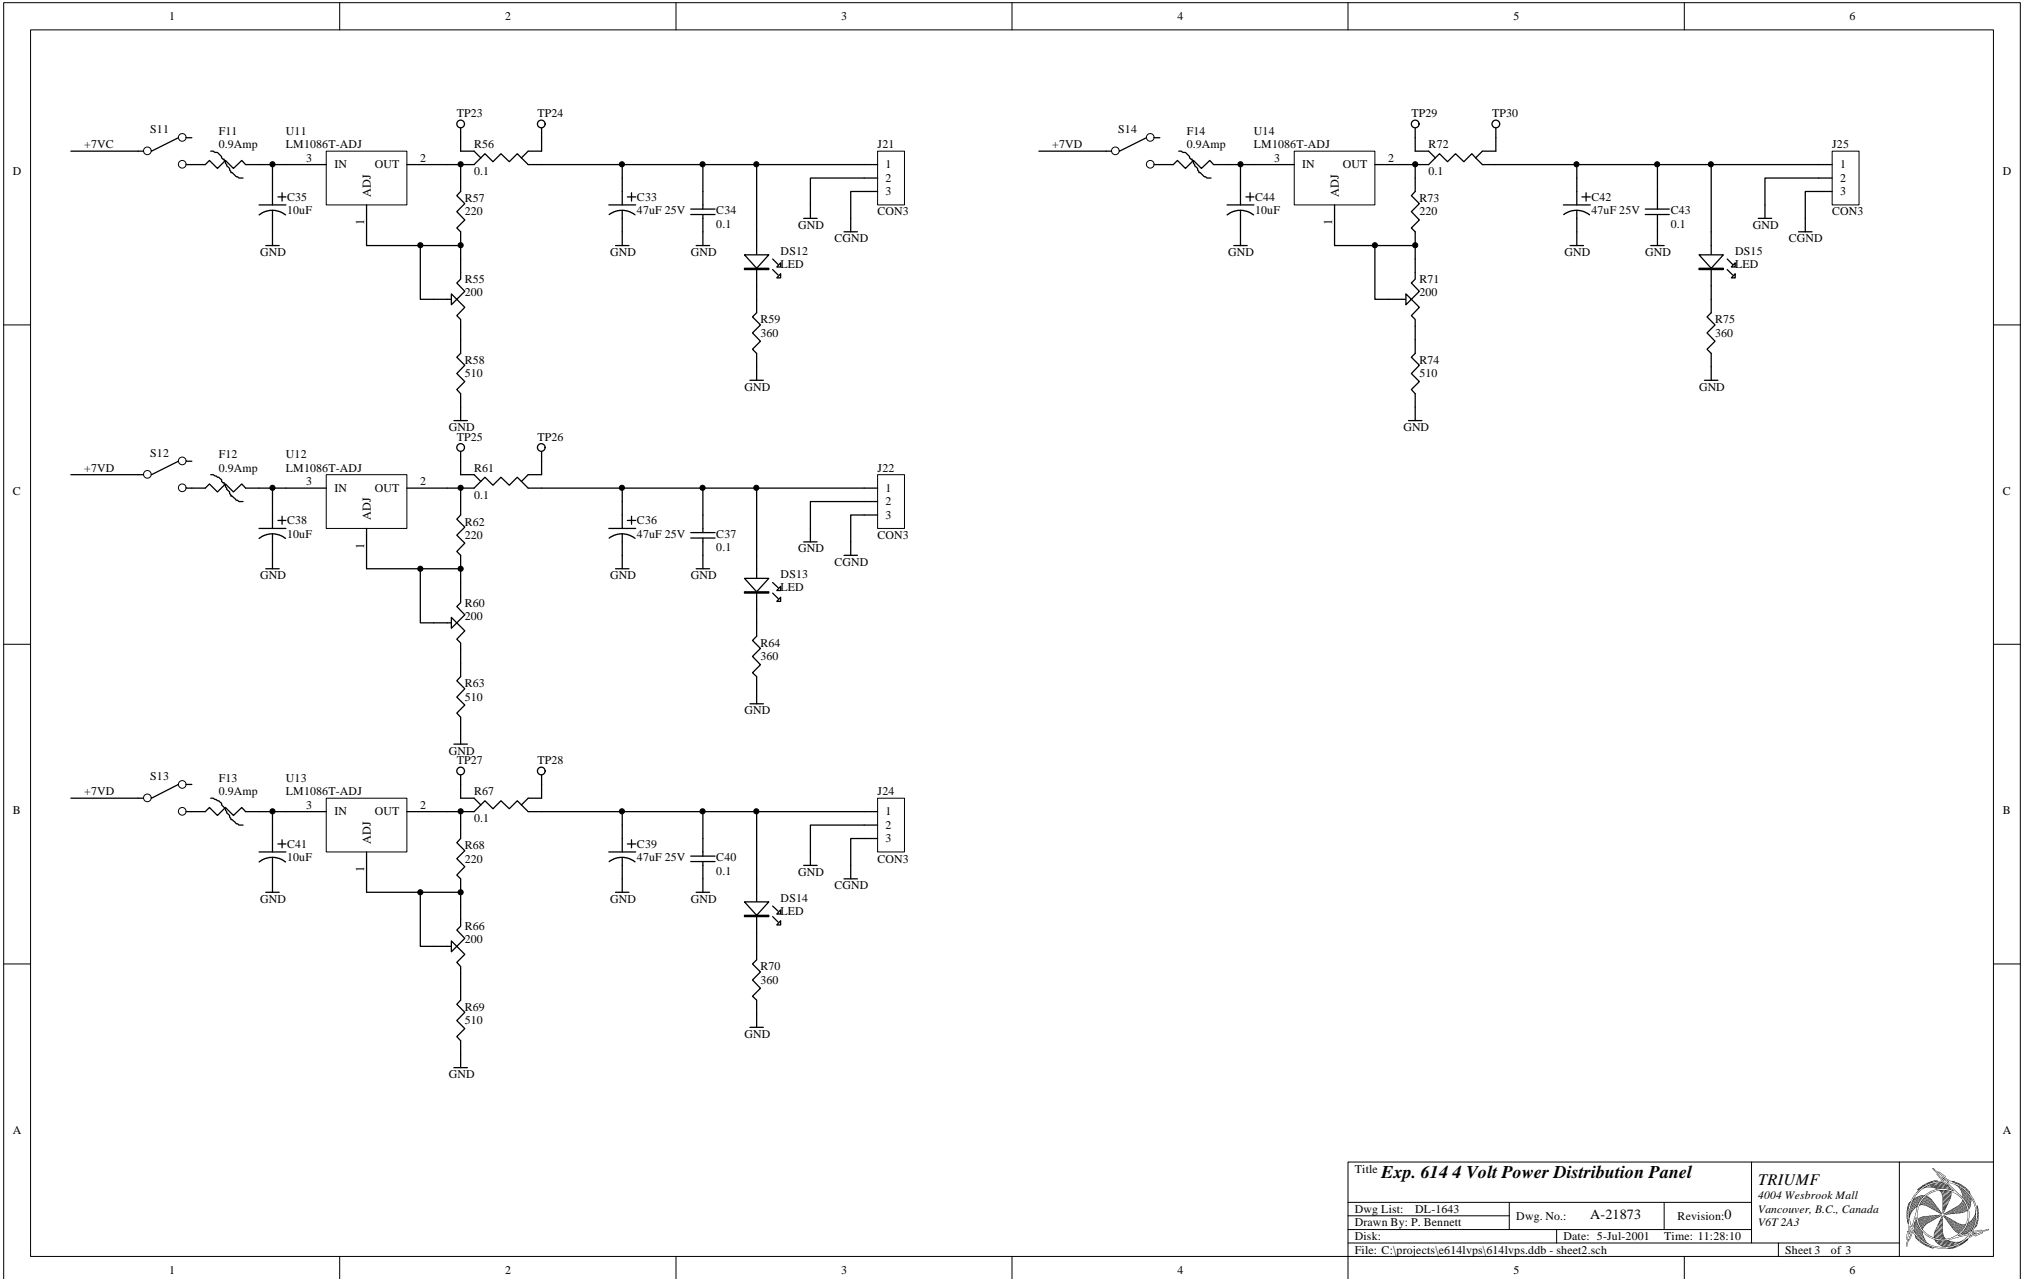 1 2 3 4 5 6
D
C
B
A
D
C
B
A
+7VC
S11
F11
0.9Amp
U11
LM1086T-ADJ
3 IN OUT 2
ADJ
1
+C35
10uF
GND
TP23
TP24
R56
0.1
R57
220
R55
200
R58
510
GND
+C33
47uF 25V
GND
C34
0.1
GND
DS12
LED
R59
360
GND
J21
1
2
3
CON3
GND
CGND
+7VD
S12
F12
0.9Amp
U12
LM1086T-ADJ
3 IN OUT 2
ADJ
1
+C38
10uF
GND
TP25
TP26
R61
0.1
R62
220
R60
200
R63
510
GND
+C36
47uF 25V
GND
C37
0.1
GND
DS13
LED
R64
360
GND
J22
1
2
3
CON3
GND
CGND
+7VD
S13
F13
0.9Amp
U13
LM1086T-ADJ
3 IN OUT 2
ADJ
1
+C41
10uF
GND
TP27
TP28
R67
0.1
R68
220
R66
200
R69
510
GND
+C39
47uF 25V
GND
C40
0.1
GND
DS14
LED
R70
360
GND
J24
1
2
3
CON3
GND
CGND
+7VD
S14
F14
0.9Amp
U14
LM1086T-ADJ
3 IN OUT 2
ADJ
1
+C44
10uF
GND
TP29
TP30
R72
0.1
R73
220
R71
200
R74
510
GND
+C42
47uF 25V
GND
C43
0.1
GND
DS15
LED
R75
360
GND
J25
1
2
3
CON3
GND
CGND
Title Exp. 614 4 Volt Power Distribution Panel
Dwg List: DL-1643
Drawn By: P. Bennett
Dwg. No.: A-21873
Revision:0
Disk:
Date: 5-Jul-2001 Time: 11:28:10
File: C:\projects\e614lvps\614lvps.ddb - sheet2.sch
Sheet 3 of 3
TRIUMF
4004 Wesbrook Mall
Vancouver, B.C., Canada
V6T 2A3
1 2 3 4 5 6